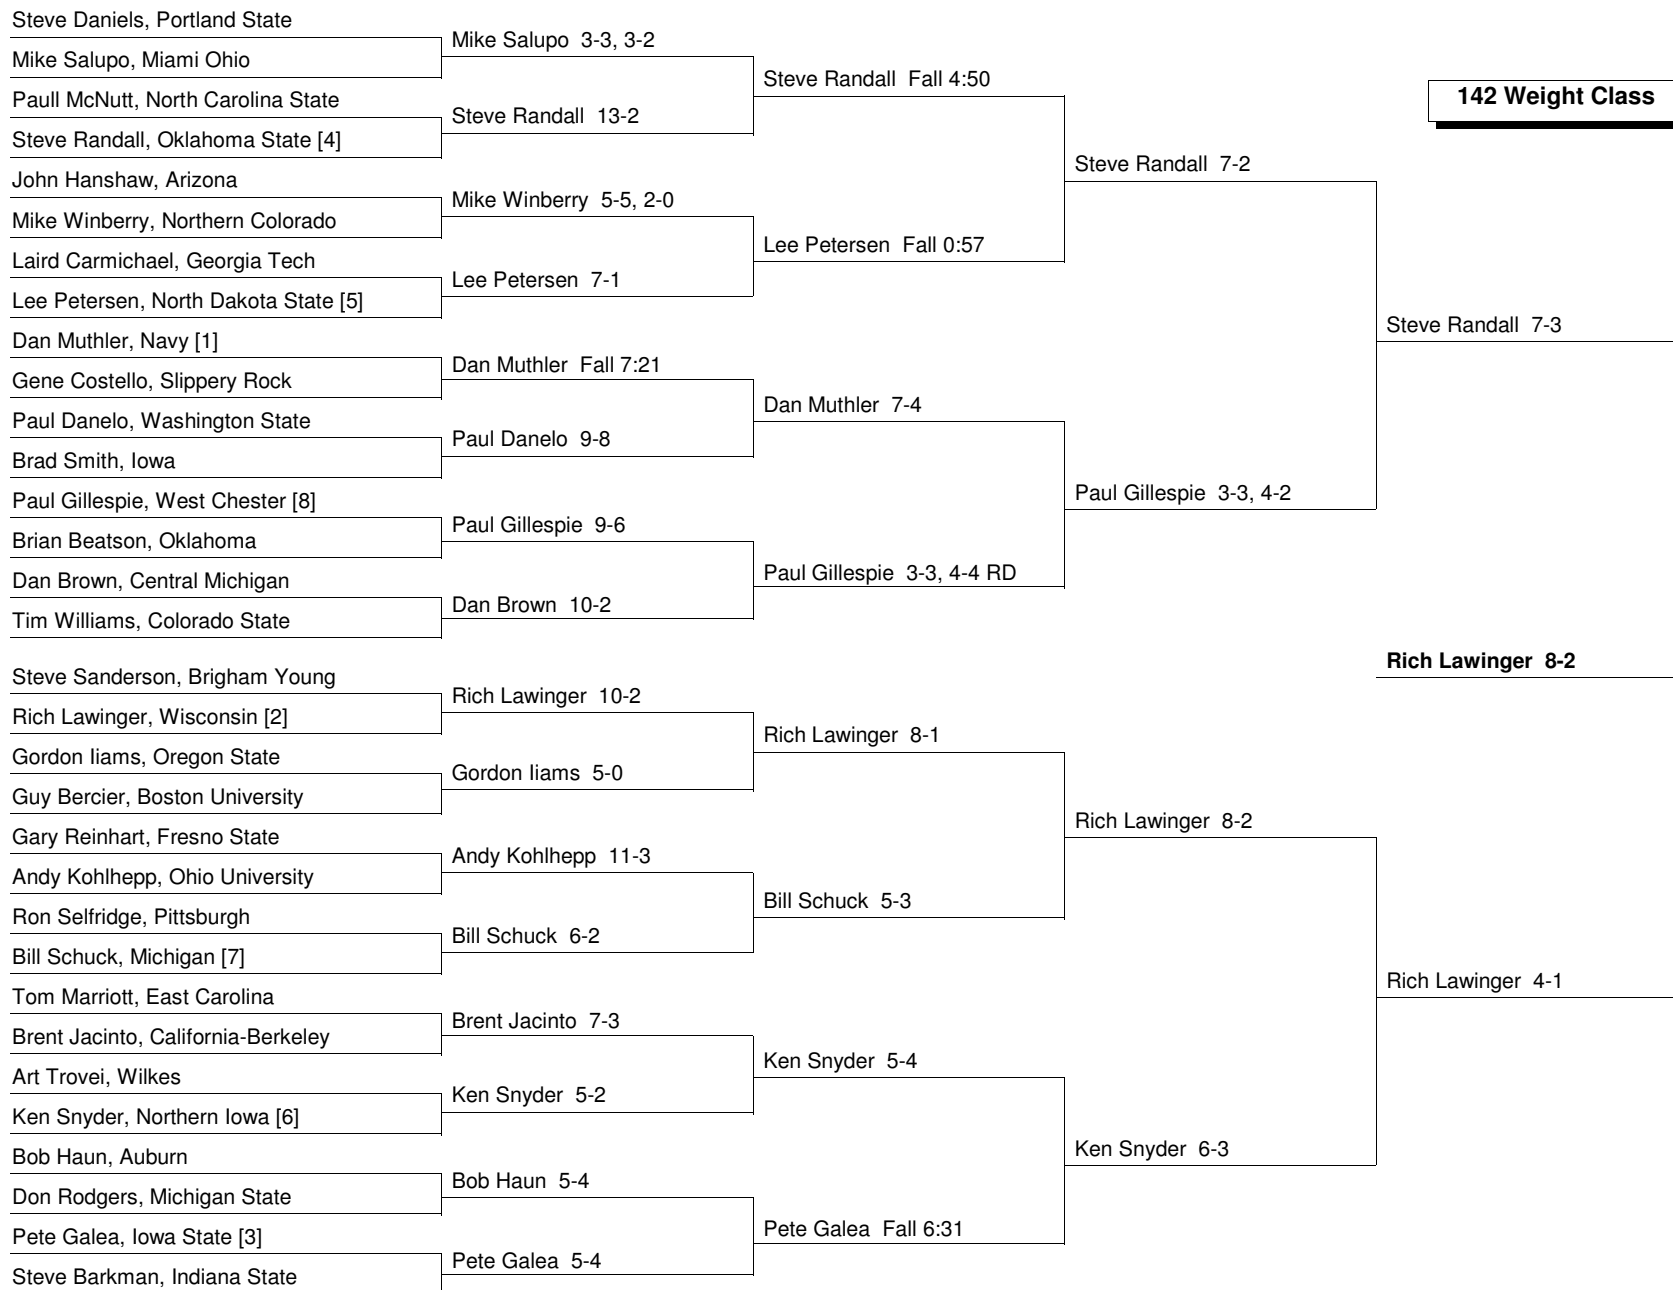 Steve Daniels, Portland State
Mike Salupo, Miami Ohio
Paull McNutt, North Carolina State
Steve Randall, Oklahoma State [4]
John Hanshaw, Arizona
Mike Winberry, Northern Colorado
Laird Carmichael, Georgia Tech
Lee Petersen, North Dakota State [5]
Dan Muthler, Navy [1]
Gene Costello, Slippery Rock
Paul Danelo, Washington State
Brad Smith, Iowa
Paul Gillespie, West Chester [8]
Brian Beatson, Oklahoma
Dan Brown, Central Michigan
Tim Williams, Colorado State
Steve Sanderson, Brigham Young
Rich Lawinger, Wisconsin [2]
Gordon Iiams, Oregon State
Guy Bercier, Boston University
Gary Reinhart, Fresno State
Andy Kohlhepp, Ohio University
Ron Selfridge, Pittsburgh
Bill Schuck, Michigan [7]
Tom Marriott, East Carolina
Brent Jacinto, California-Berkeley
Art Trovei, Wilkes
Ken Snyder, Northern Iowa [6]
Bob Haun, Auburn
Don Rodgers, Michigan State
Pete Galea, Iowa State [3]
Steve Barkman, Indiana State
Mike Salupo 3-3, 3-2
Steve Randall 13-2
Mike Winberry 5-5, 2-0
Lee Petersen 7-1
Dan Muthler Fall 7:21
Paul Danelo 9-8
Paul Gillespie 9-6
Dan Brown 10-2
Rich Lawinger 10-2
Gordon Iiams 5-0
Andy Kohlhepp 11-3
Bill Schuck 6-2
Brent Jacinto 7-3
Ken Snyder 5-2
Bob Haun 5-4
Pete Galea 5-4
Steve Randall Fall 4:50
Lee Petersen Fall 0:57
Dan Muthler 7-4
Paul Gillespie 3-3, 4-4 RD
Rich Lawinger 8-1
Bill Schuck 5-3
Ken Snyder 5-4
Pete Galea Fall 6:31
Steve Randall 7-2
Paul Gillespie 3-3, 4-2
Rich Lawinger 8-2
Ken Snyder 6-3
142 Weight Class
Steve Randall 7-3
Rich Lawinger 8-2
Rich Lawinger 4-1